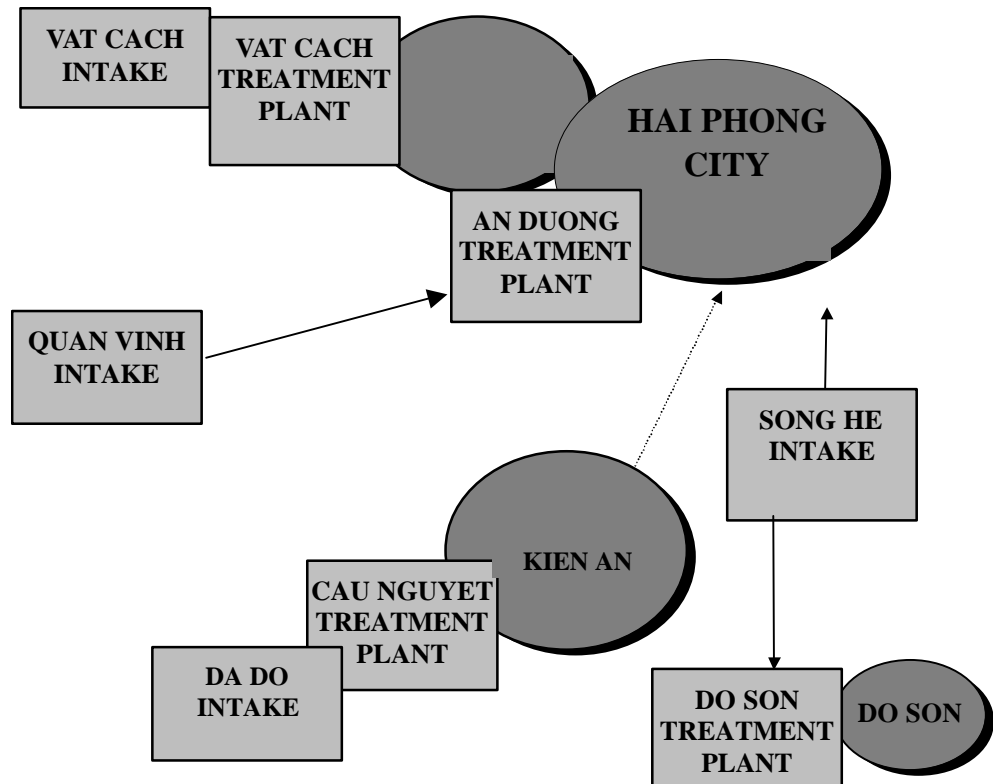 VAT CACH
INTAKE
VAT CACH
TREATMENT
PLANT
HAI PHONG
CITY
AN DUONG
TREATMENT
PLANT
QUAN VINH
INTAKE
SONG HE
INTAKE
KIEN AN
CAU NGUYET
TREATMENT
PLANT
DA DO
INTAKE
DO SON
TREATMENT
PLANT
DO SON